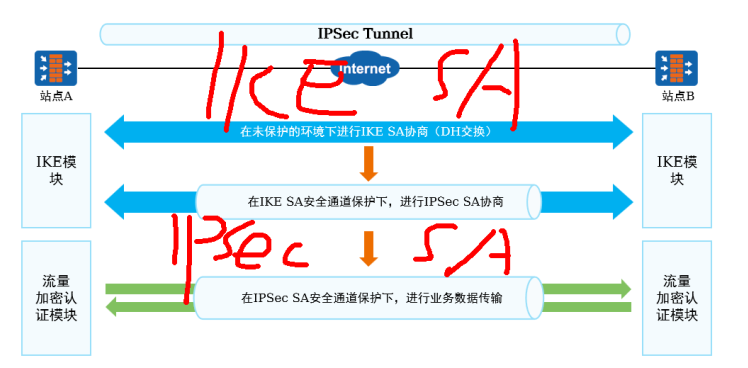 IPSec Tunnel
Internet
IKE SA
站点A
站点B
在未保护的环境下进行IKE SA协商（DH交换）
IKE模
块
IKE模
块
在IKE SA安全通道保护下，进行IPSec SA协商
IPSec SA
流量
加密认
证模块
在IPSec SA安全通道保护下，进行业务数据传输
流量
加密认
证模块